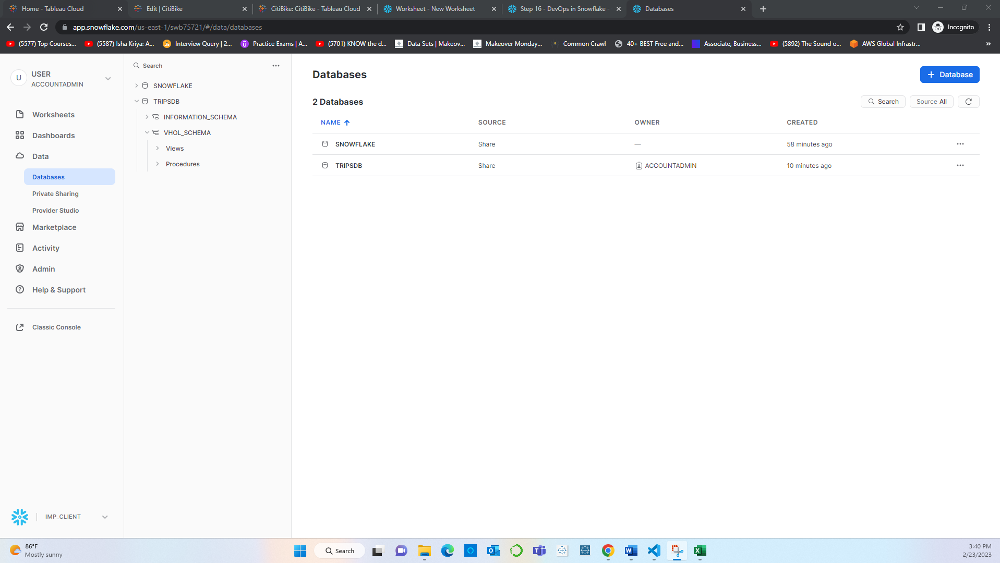 Home - Tableau Cloud
Edit | CitiBike
CitiBike: CitiBike - Tableau Cloud
Worksheet - New Worksheet
Step 16 - DevOps in Snowflake -
Databases
app.snowflake.com/us-east-1/swb75721/#/data/databases
Incognito
(5577) Top Courses...
(5587) Isha Kriya: A...
Interview Query | 2...
Practice Exams | A...
(5701) KNOW the d...
Data Sets | Makeov...
Makeover Monday...
Common Crawl
40+ BEST Free and...
Associate, Business...
(5892) The Sound o...
AWS Global Infrastr...
»
U
USER
ACCOUNTADMIN
Worksheets
Dashboards
Data
Databases
Private Sharing
Provider Studio
Marketplace
Activity
Admin
Help & Support
Classic Console
IMP_CLIENT
Search
SNOWFLAKE
TRIPSDB
INFORMATION_SCHEMA
VHOL_SCHEMA
Views
Procedures
Databases
+ Database
2 Databases
Search
Source All
NAME SOURCE OWNER CREATED
SNOWFLAKE Share — 58 minutes ago
TRIPSDB Share ACCOUNTADMIN 10 minutes ago
86°F
Mostly sunny
Search
3:40 PM
2/23/2023